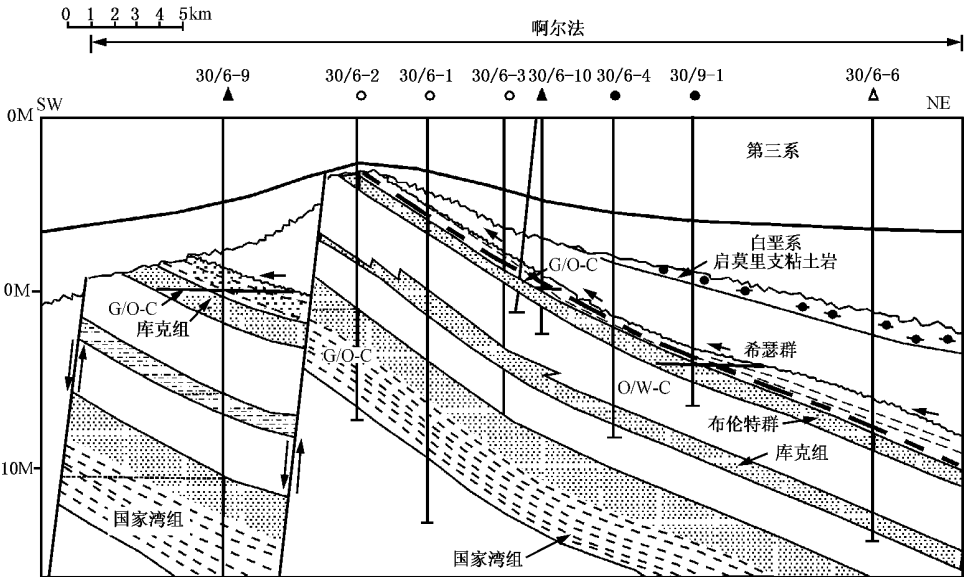 0 1 2 3 4 5km
啊尔法
30/6-9 30/6-2 30/6-1 30/6-3 30/6-10 30/6-4 30/9-1 30/6-6
SW
NE
0M
第三系
白垩系
启莫里支粘土岩
G/O-C
0M
G/O-C
库克组
希瑟群
G/O-C
O/W-C
布伦特群
库克组
10M
国家湾组
国家湾组